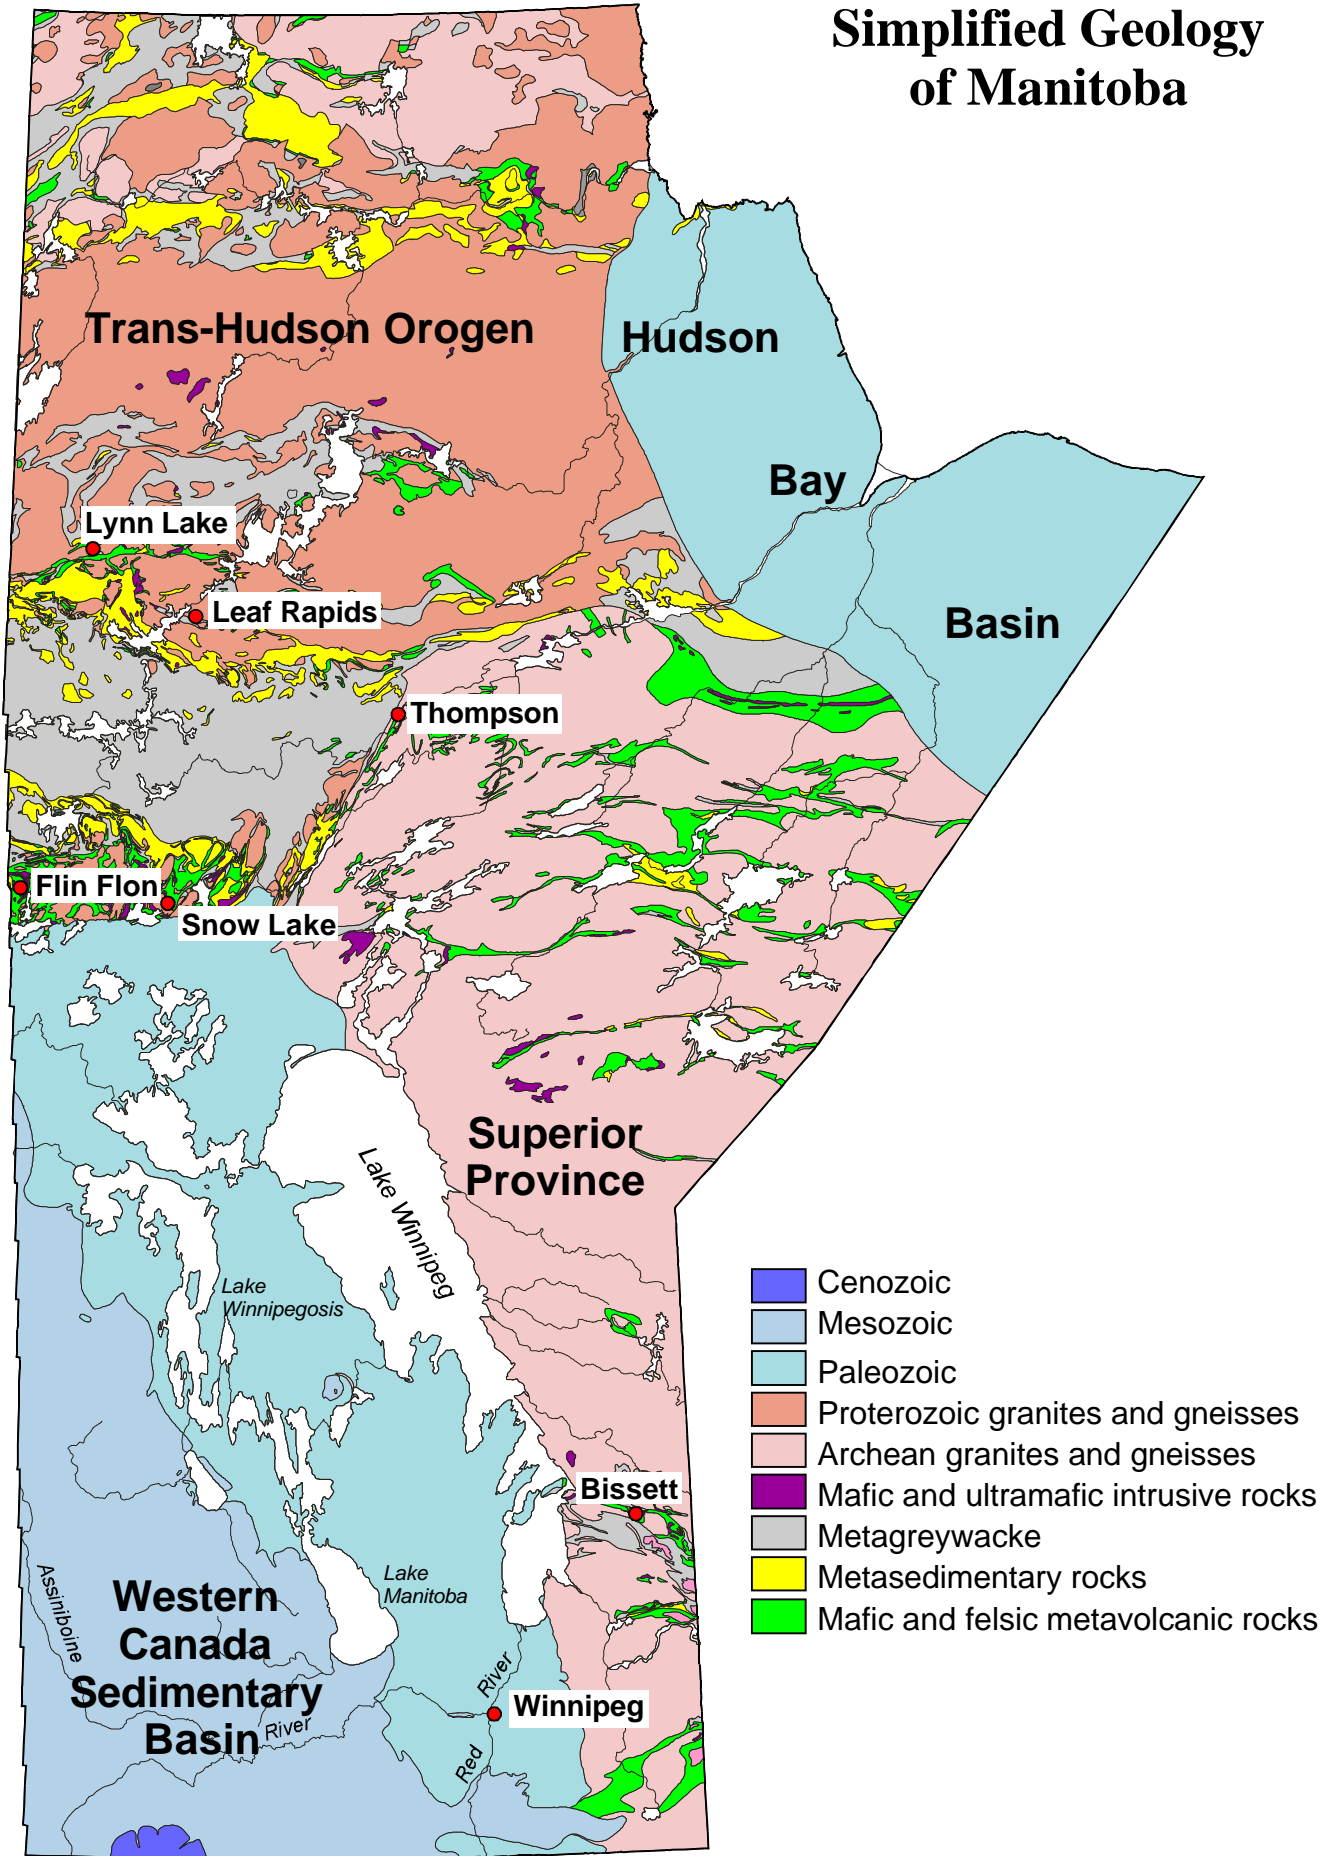 Simplified Geology
of Manitoba
Trans-Hudson Orogen
Hudson
Bay
Basin
Lynn Lake
Leaf Rapids
Thompson
Flin Flon
Snow Lake
Superior
Province
Lake Winnipeg
Lake
Winnipegosis
Cenozoic
Mesozoic
Paleozoic
Proterozoic granites and gneisses
Archean granites and gneisses
Mafic and ultramafic intrusive rocks
Metagreywacke
Metasedimentary rocks
Mafic and felsic metavolcanic rocks
Bissett
Lake
Manitoba
Assiniboine
River
Western
Canada
Sedimentary
Basin
Red
River
Winnipeg